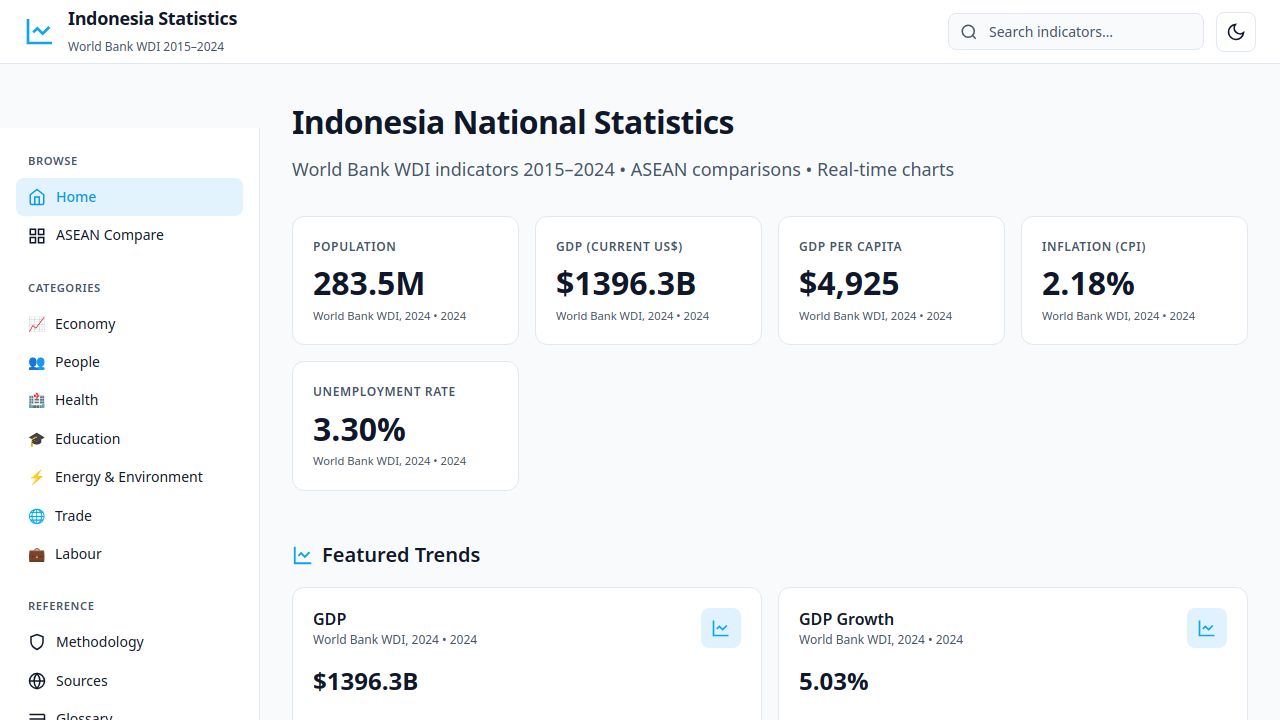 Indonesia Statistics
World Bank WDI 2015–2024
Search indicators...
BROWSE
Home
ASEAN Compare
CATEGORIES
Economy
People
Health
Education
Energy & Environment
Trade
Labour
REFERENCE
Methodology
Sources
Glossary
Indonesia National Statistics
World Bank WDI indicators 2015–2024 • ASEAN comparisons • Real-time charts
POPULATION
283.5M
World Bank WDI, 2024 • 2024
GDP (CURRENT US$)
$1396.3B
World Bank WDI, 2024 • 2024
GDP PER CAPITA
$4,925
World Bank WDI, 2024 • 2024
INFLATION (CPI)
2.18%
World Bank WDI, 2024 • 2024
UNEMPLOYMENT RATE
3.30%
World Bank WDI, 2024 • 2024
Featured Trends
GDP
World Bank WDI, 2024 • 2024
$1396.3B
GDP Growth
World Bank WDI, 2024 • 2024
5.03%